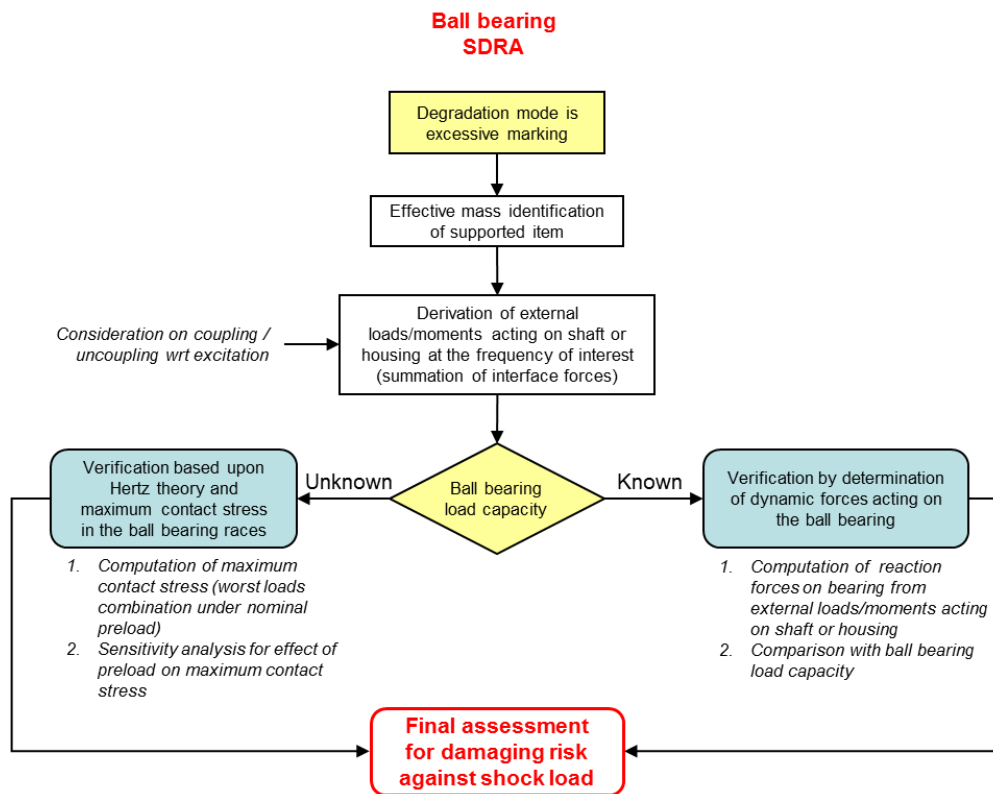 Ball bearing
SDRA
Degradation mode is
excessive marking
Effective mass identification
of supported item
Consideration on coupling /
uncoupling wrt excitation
Derivation of external
loads/moments acting on shaft or
housing at the frequency of interest
(summation of interface forces)
Ball bearing
load capacity
Unknown
Known
Verification based upon
Hertz theory and
maximum contact stress
in the ball bearing races
1. Computation of maximum
contact stress (worst loads
combination under nominal
preload)
2. Sensitivity analysis for effect of
preload on maximum contact
stress
Verification by determination
of dynamic forces acting on
the ball bearing
1. Computation of reaction
forces on bearing from
external loads/moments acting
on shaft or housing
2. Comparison with ball bearing
load capacity
Final assessment
for damaging risk
against shock load